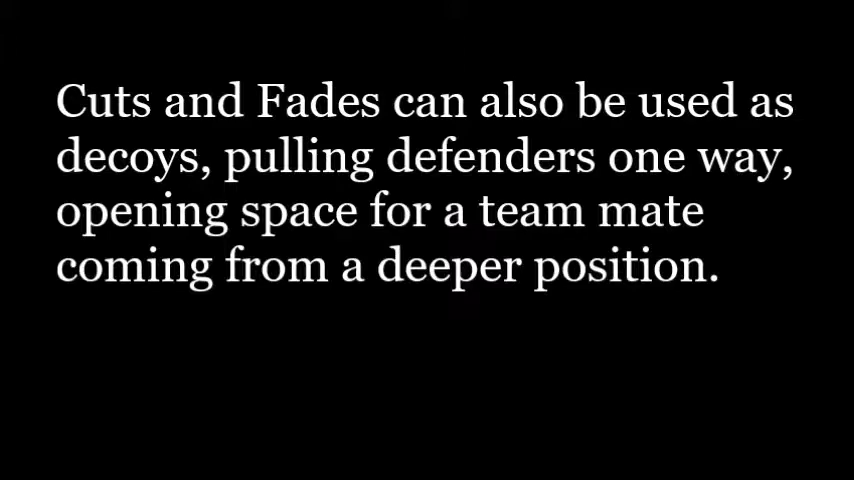 Cuts and Fades can also be used as
decoys, pulling defenders one way,
opening space for a team mate
coming from a deeper position.